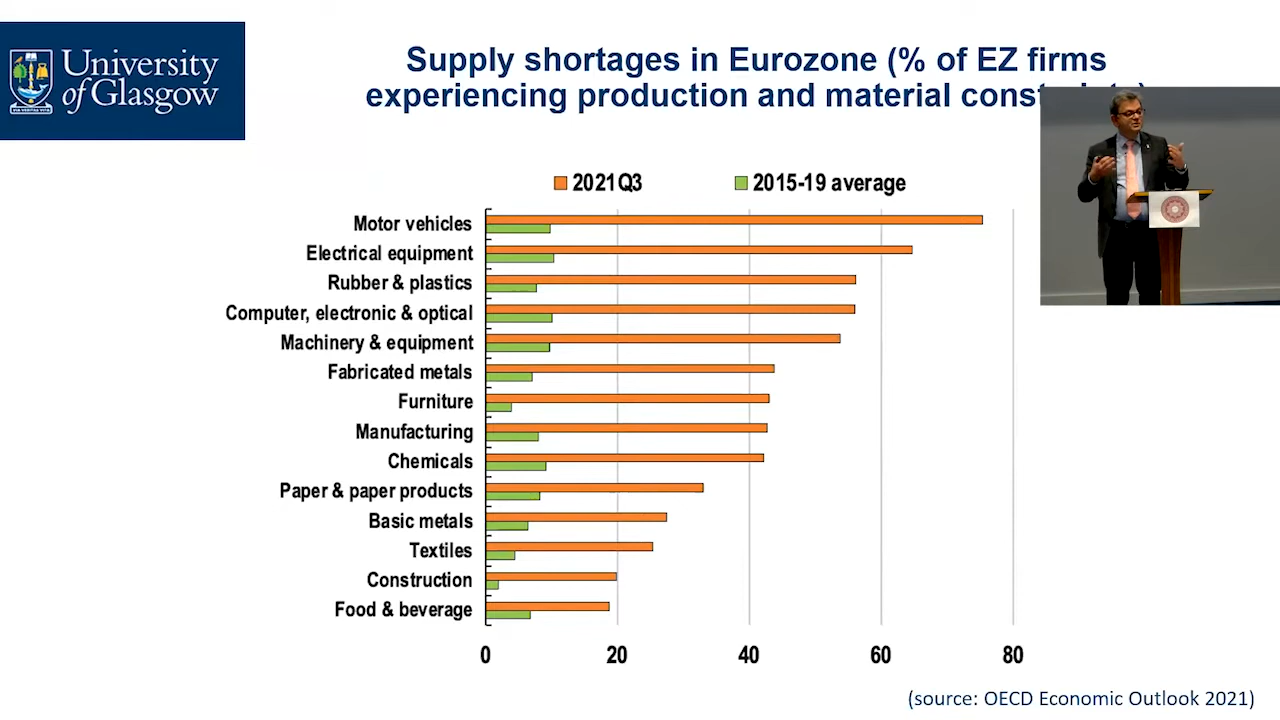 University
of Glasgow
Supply shortages in Eurozone (% of EZ firms
experiencing production and material
2021Q3
2015-19 average
Motor vehicles
Electrical equipment
Rubber & plastics
Computer, electronic & optical
Machinery & equipment
Fabricated metals
Furniture
Manufacturing
Chemicals
Paper & paper products
Basic metals
Textiles
Construction
Food & beverage
0 20 40 60 80
(source: OECD Economic Outlook 2021)